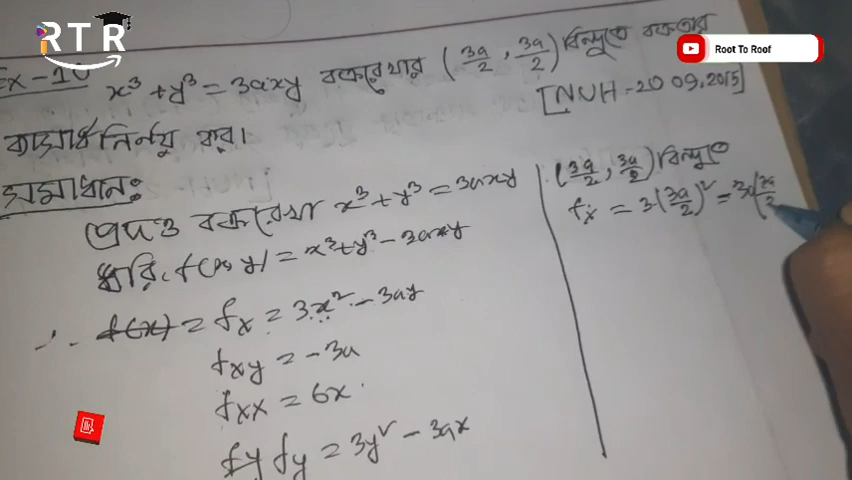 RTR
Root To Roof
Ex-10 x³ + y³ = 3axy বক্ররেখার (3a/2, 3a/2) বিন্দুতে বক্রতার
ব্যাসার্ধ নির্ণয় কর। [NUH-2009,2015]
সমাধানঃ
প্রদত্ত বক্ররেখা x³ + y³ = 3axy
ধরি, f(x, y) = x³ + y³ - 3axy
∴ f(x) = fx = 3x² - 3ay
fxy = -3a
fxx = 6x
fy fy = 3y² - 3ax
(3a/2, 3a/2) বিন্দুতে
fx = 3(3a/2)² = 3a(3a/2